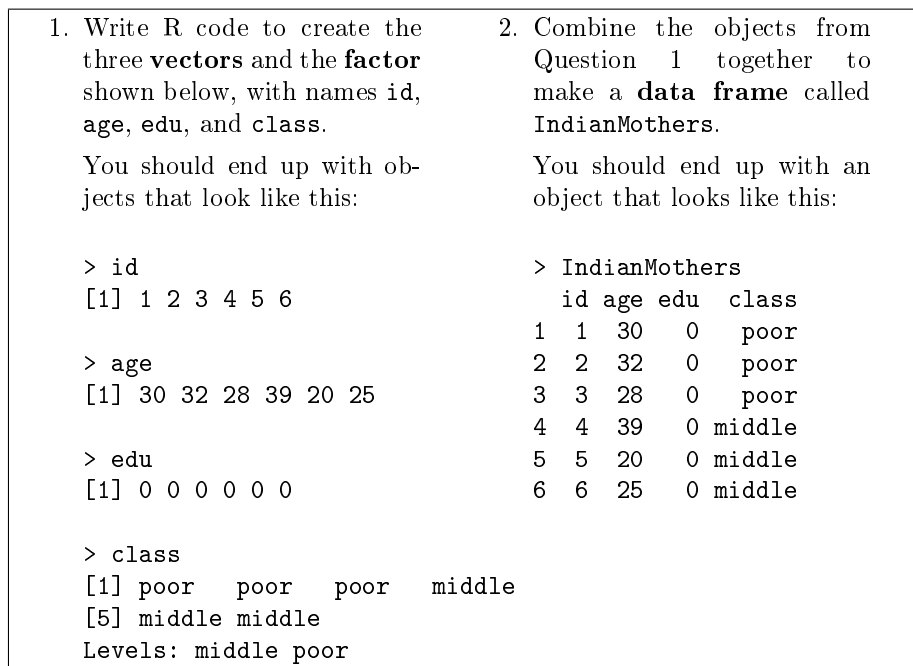 1. Write R code to create the
three vectors and the factor
shown below, with names id,
age, edu, and class.
You should end up with ob-
jects that look like this:
> id
[1] 1 2 3 4 5 6
> age
[1] 30 32 28 39 20 25
> edu
[1] 0 0 0 0 0 0
> class
[1] poor   poor   poor   middle
[5] middle middle
Levels: middle poor
2. Combine the objects from
Question 1 together to
make a data frame called
IndianMothers.
You should end up with an
object that looks like this:
> IndianMothers
  id age edu  class
1  1  30   0   poor
2  2  32   0   poor
3  3  28   0   poor
4  4  39   0 middle
5  5  20   0 middle
6  6  25   0 middle